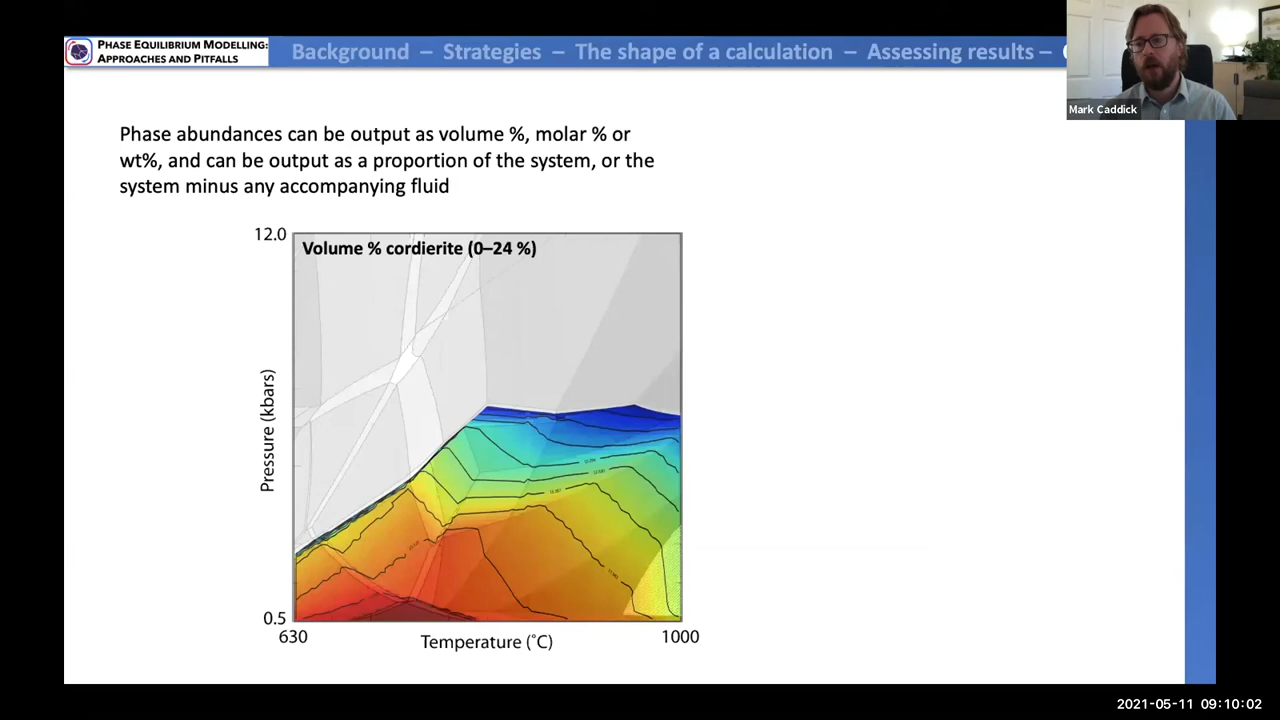 PHASE EQUILIBRIUM MODELLING:
APPROACHES AND PITFALLS
Background – Strategies – The shape of a calculation – Assessing results –
Mark Caddick
Phase abundances can be output as volume %, molar % or
wt%, and can be output as a proportion of the system, or the
system minus any accompanying fluid
12.0
Volume % cordierite (0–24 %)
Pressure (kbars)
0.5
630
Temperature (˚C)
1000
2021-05-11 09:10:02